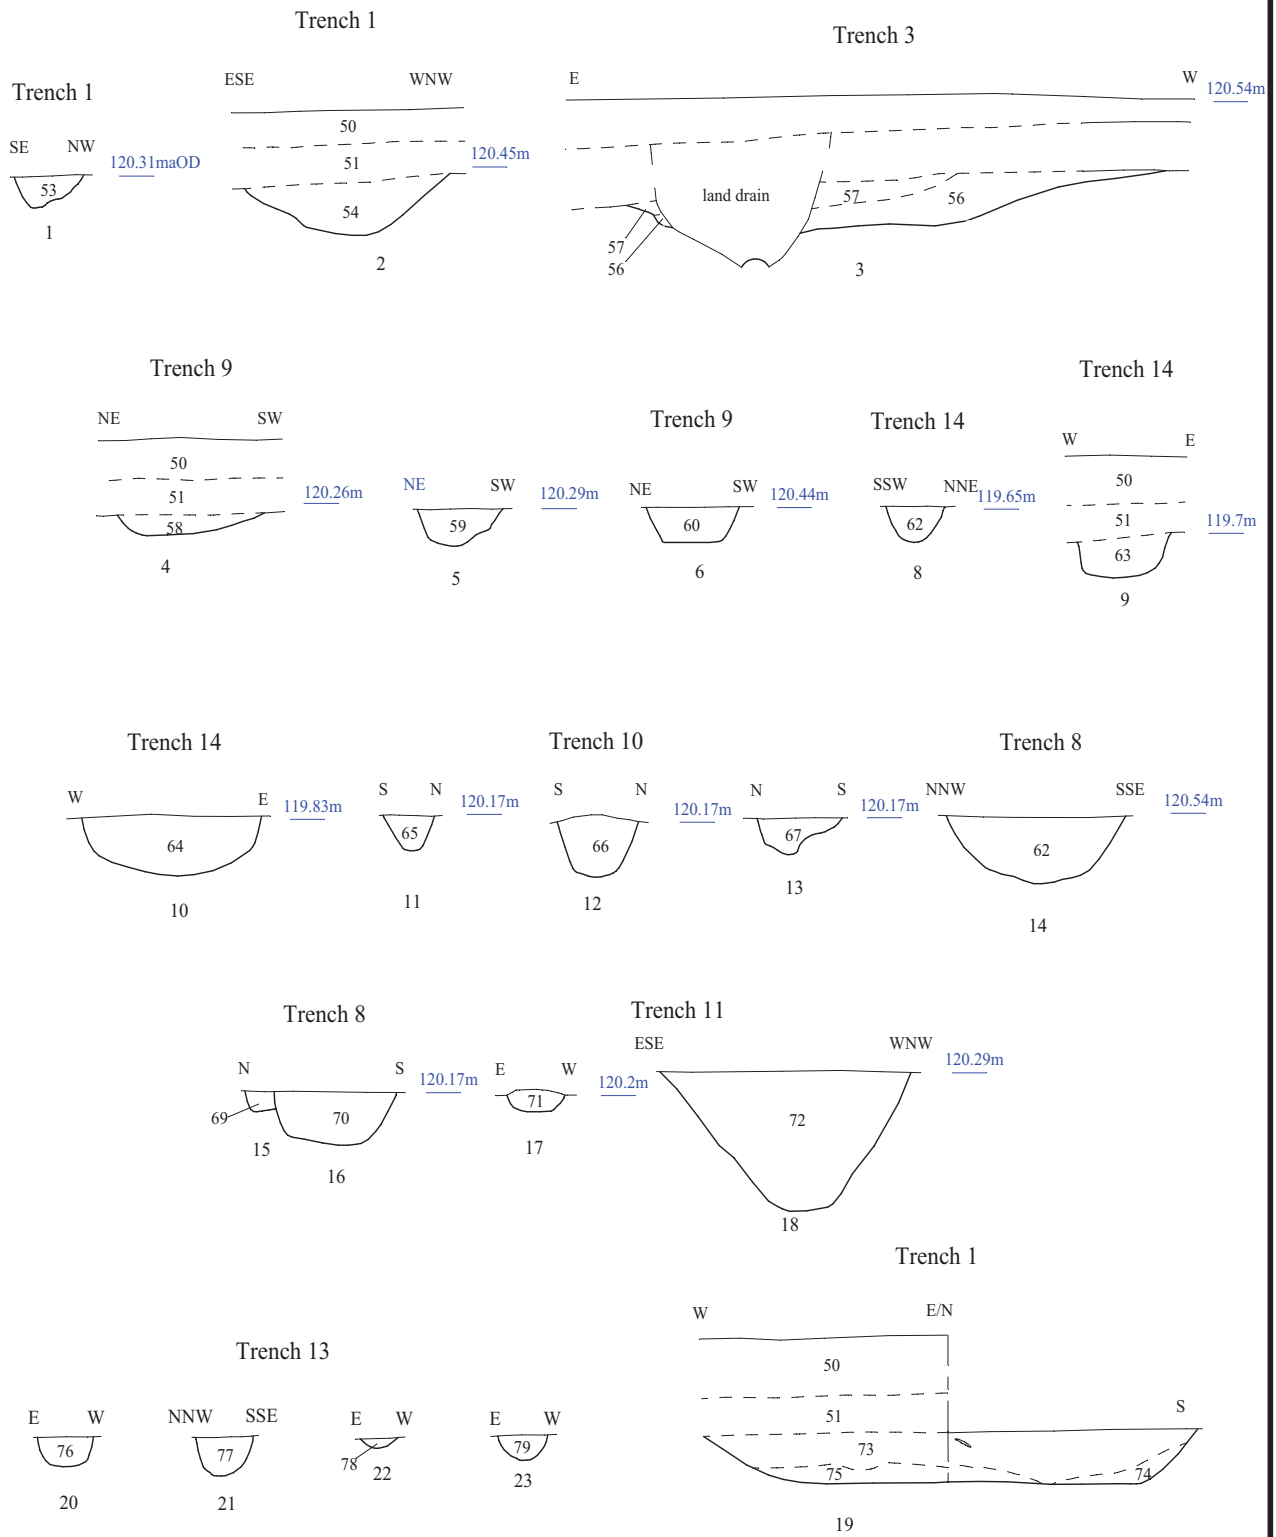 Trench 1
SE NW
120.31maOD
53
1
Trench 1
ESE WNW
50
51
120.45m
54
2
Trench 3
E W
120.54m
land drain
57
56
57
56
3
Trench 9
NE SW
50
51
120.26m
58
4
NE SW
120.29m
59
5
Trench 9
NE SW
120.44m
60
6
Trench 14
SSW NNE
119.65m
62
8
Trench 14
W E
50
51
119.7m
63
9
Trench 14
W E
119.83m
64
10
S N
120.17m
65
11
Trench 10
S N
120.17m
66
12
N S
120.17m
67
13
Trench 8
NNW SSE
120.54m
62
14
Trench 8
N S
120.17m
69
70
15
16
E W
120.2m
71
17
Trench 11
ESE WNW
120.29m
72
18
Trench 13
E W
76
20
NNW SSE
77
21
E W
78
22
E W
79
23
Trench 1
W E/N
S
50
51
73
75
74
19